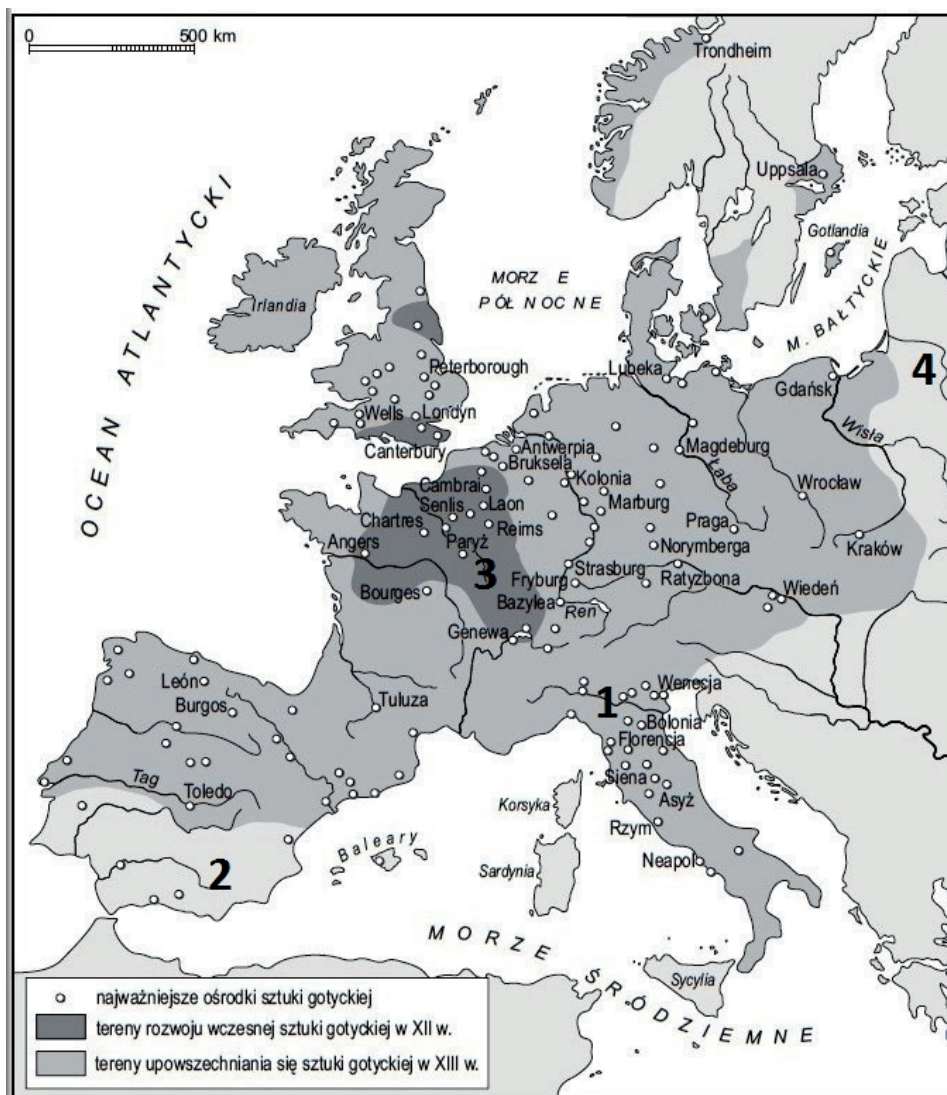 0 500 km
Trondheim
Uppsala
Gotlandia
OCEAN ATLANTYCKI
MORZE
PÓŁNOCNE
M. BAŁTYCKIE
Irlandia
4
Peterborough
Lubeka
Gdańsk
Wisła
Wells
Londyn
Canterbury
Antwerpia
Bruksela
Magdeburg
Łaba
Cambrai
Kolonia
Wrocław
Senlis
Laon
Marburg
Chartres
Reims
Praga
Angers
Paryż
Norymberga
Kraków
3
Strasburg
Bourges
Fryburg
Ratyzbona
Wiedeń
Bazylea
Ren
Genewa
León
Tuluza
1
Wenecja
Burgos
Bolonia
Florencja
Tag
Toledo
Siena
Asyż
Korsyka
Rzym
Baleary
2
Sardynia
Neapol
MORZE ŚRÓDZIEMNE
Sycylia
najważniejsze ośrodki sztuki gotyckiej
tereny rozwoju wczesnej sztuki gotyckiej w XII w.
tereny upowszechniania się sztuki gotyckiej w XIII w.